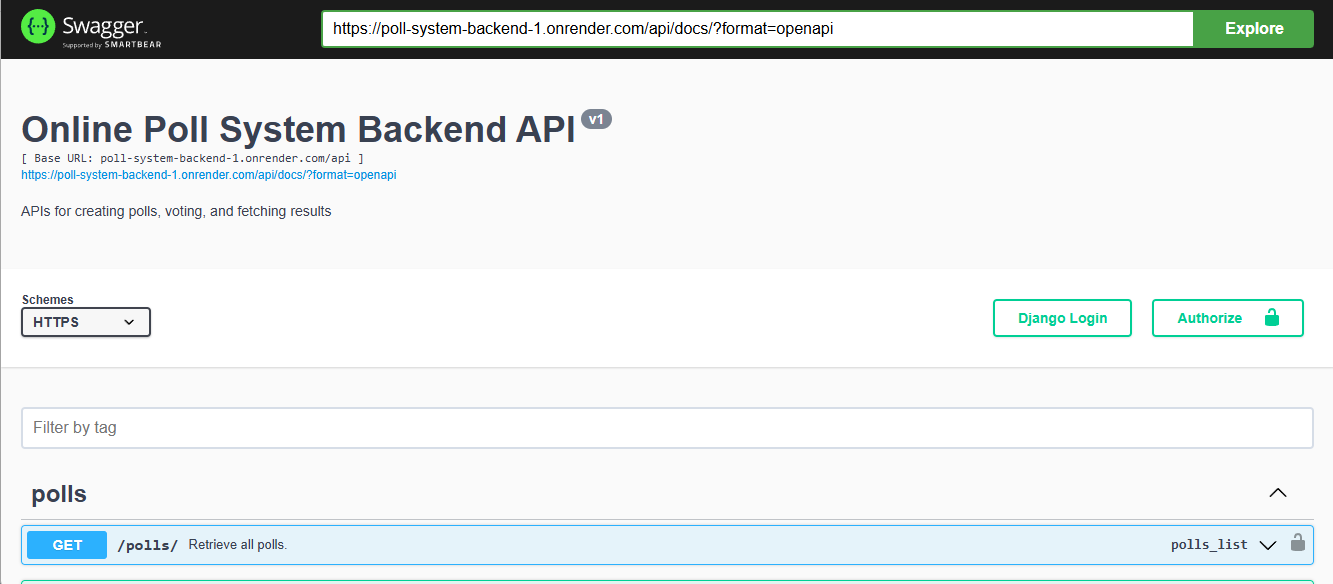 {··} Swagger
Supported by SMARTBEAR
https://poll-system-backend-1.onrender.com/api/docs/?format=openapi
Explore
Online Poll System Backend API v1
[ Base URL: poll-system-backend-1.onrender.com/api ]
https://poll-system-backend-1.onrender.com/api/docs/?format=openapi
APIs for creating polls, voting, and fetching results
Schemes
HTTPS
Django Login
Authorize
Filter by tag
polls
GET /polls/ Retrieve all polls. polls_list